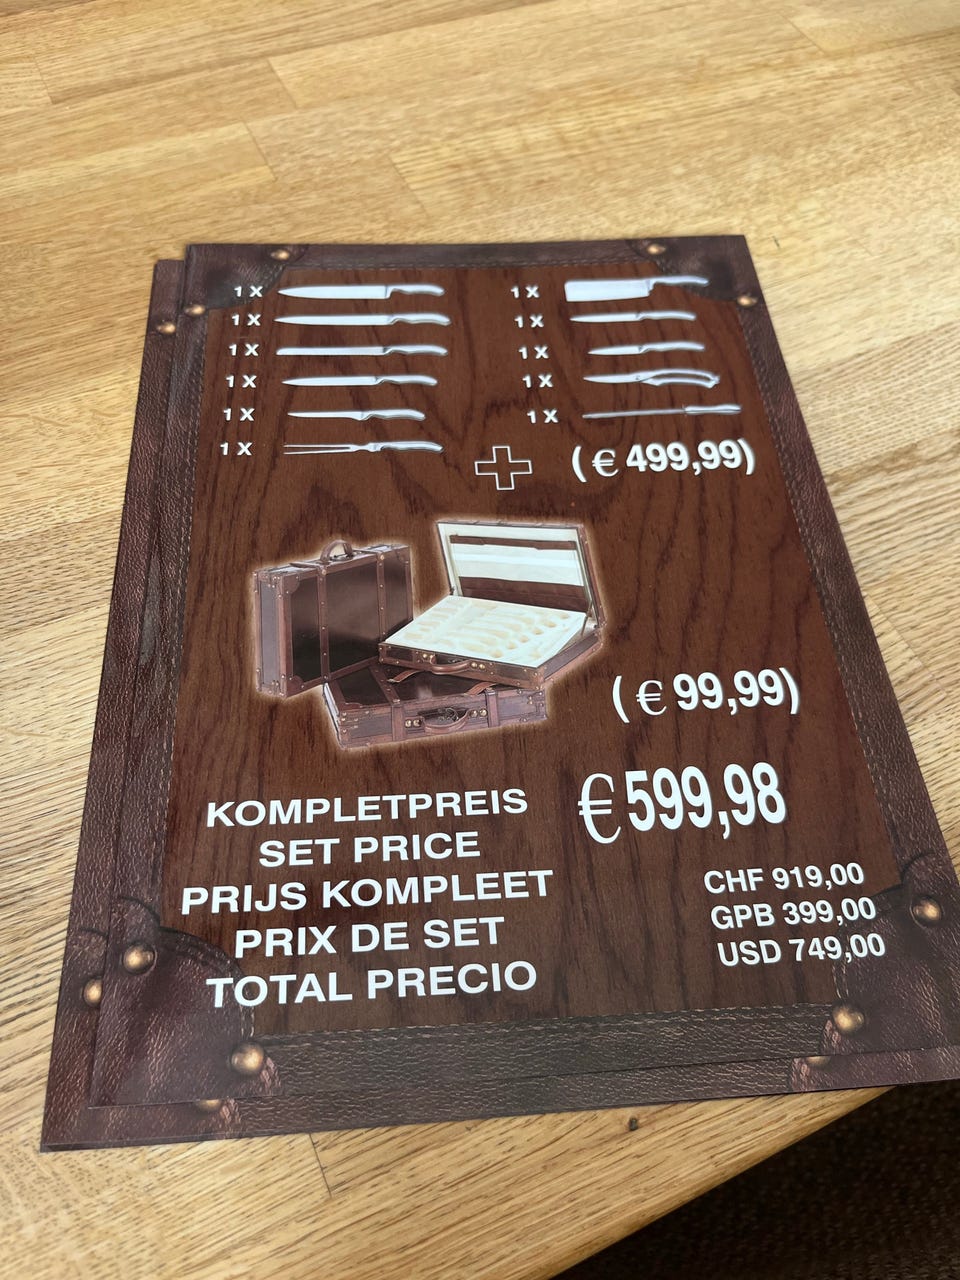 1 X
1 X
1 X
1 X
1 X
1 X
1 X
1 X
1 X
1 X
1 X
(€ 499,99)
(€ 99,99)
€599,98
KOMPLETPREIS
SET PRICE
PRIJS KOMPLEET
PRIX DE SET
TOTAL PRECIO
CHF 919,00
GPB 399,00
USD 749,00